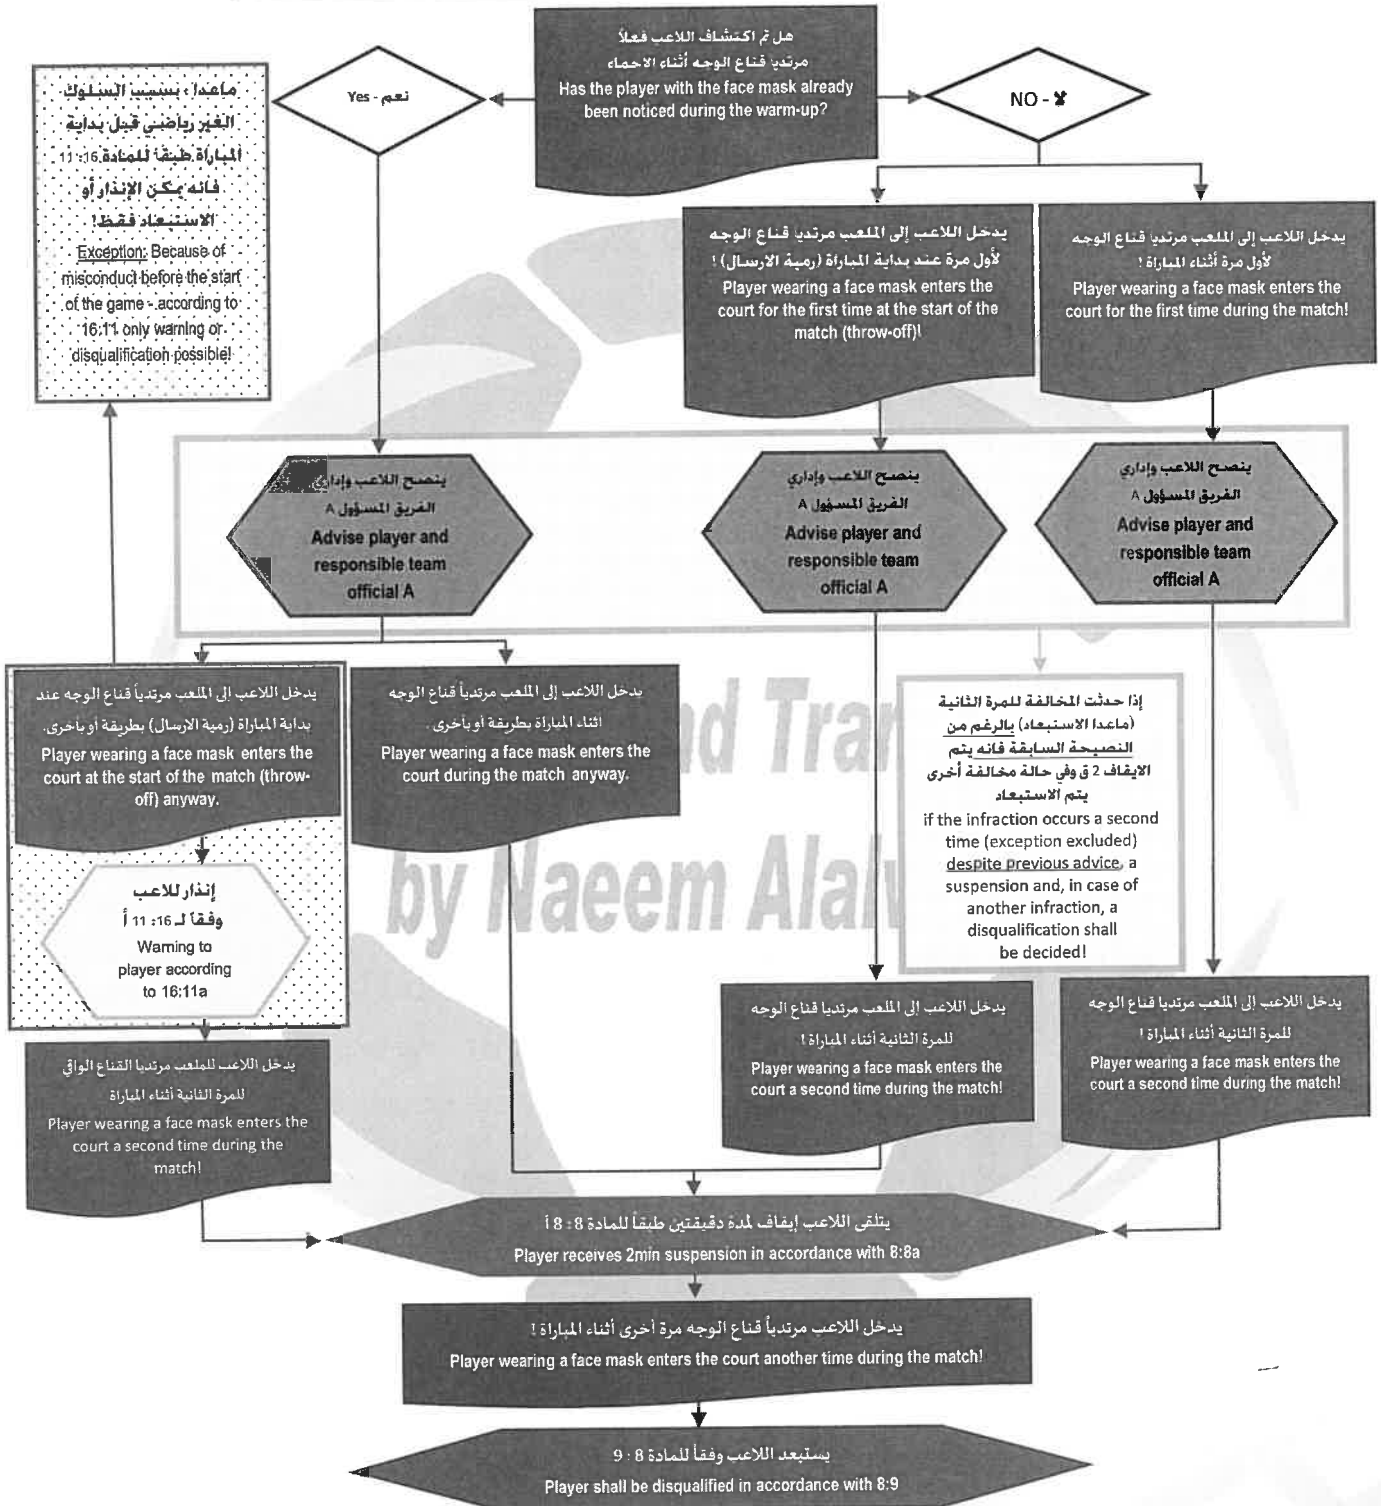 هل تم اكتشاف اللاعب فعلاً
مرتديا قناع الوجه أثناء الاحماء
Has the player with the face mask already
been noticed during the warm-up?
نعم - Yes
لا - NO
ماعدا، بسبب السلوك
الغير رياضي قبل بداية
المباراة طبقاً للمادة 16: 11
فانه يمكن الإنذار أو
الاستبعاد فقط!
Exception: Because of
misconduct before the start
of the game - according to
16:11 only warning or
disqualification possible!
يدخل اللاعب إلى الملعب مرتديا قناع الوجه
لأول مرة عند بداية المباراة (رمية الارسال) !
Player wearing a face mask enters the
court for the first time at the start of the
match (throw-off)!
يدخل اللاعب إلى الملعب مرتديا قناع الوجه
لأول مرة أثناء المباراة !
Player wearing a face mask enters the
court for the first time during the match!
ينصح اللاعب وإدا
الفريق المسؤول A
Advise player and
responsible team
official A
ينصح اللاعب وإداري
الفريق المسؤول A
Advise player and
responsible team
official A
ينصح اللاعب وإداري
الفريق المسؤول A
Advise player and
responsible team
official A
يدخل اللاعب إلى الملعب مرتدياً قناع الوجه عند
بداية المباراة (رمية الارسال) بطريقة أو بأخرى.
Player wearing a face mask enters the
court at the start of the match (throw-
off) anyway.
يدخل اللاعب إلى الملعب مرتدياً قناع الوجه
اثناء المباراة بطريقة أو بأخرى .
Player wearing a face mask enters the
court during the match anyway.
إذا حدثت المخالفة للمرة الثانية
(ماعدا الاستبعاد) بالرغم من
النصيحة السابقة فانه يتم
الايقاف 2 ق وفي حالة مخالفة أخرى
يتم الاستبعاد
if the infraction occurs a second
time (exception excluded)
despite previous advice, a
suspension and, in case of
another infraction, a
disqualification shall
be decided!
nd Tran
by Naeem Alal
إنذار للاعب
وفقاً لـ 16: 11 أ
Warning to
player according
to 16:11a
يدخل اللاعب للملعب مرتديا القناع الواقي
للمرة الثانية أثناء المباراة
Player wearing a face mask enters the
court a second time during the
match!
يدخل اللاعب إلى الملعب مرتديا قناع الوجه
للمرة الثانية أثناء المباراة !
Player wearing a face mask enters the
court a second time during the match!
يدخل اللاعب إلى الملعب مرتديا قناع الوجه
للمرة الثانية أثناء المباراة !
Player wearing a face mask enters the
court a second time during the match!
يتلقى اللاعب إيقاف لمدة دقيقتين طبقاً للمادة 8 : 8 أ
Player receives 2min suspension in accordance with 8:8a
يدخل اللاعب مرتدياً قناع الوجه مرة أخرى أثناء المباراة !
Player wearing a face mask enters the court another time during the match!
يستبعد اللاعب وفقاً للمادة 8 : 9
Player shall be disqualified in accordance with 8:9